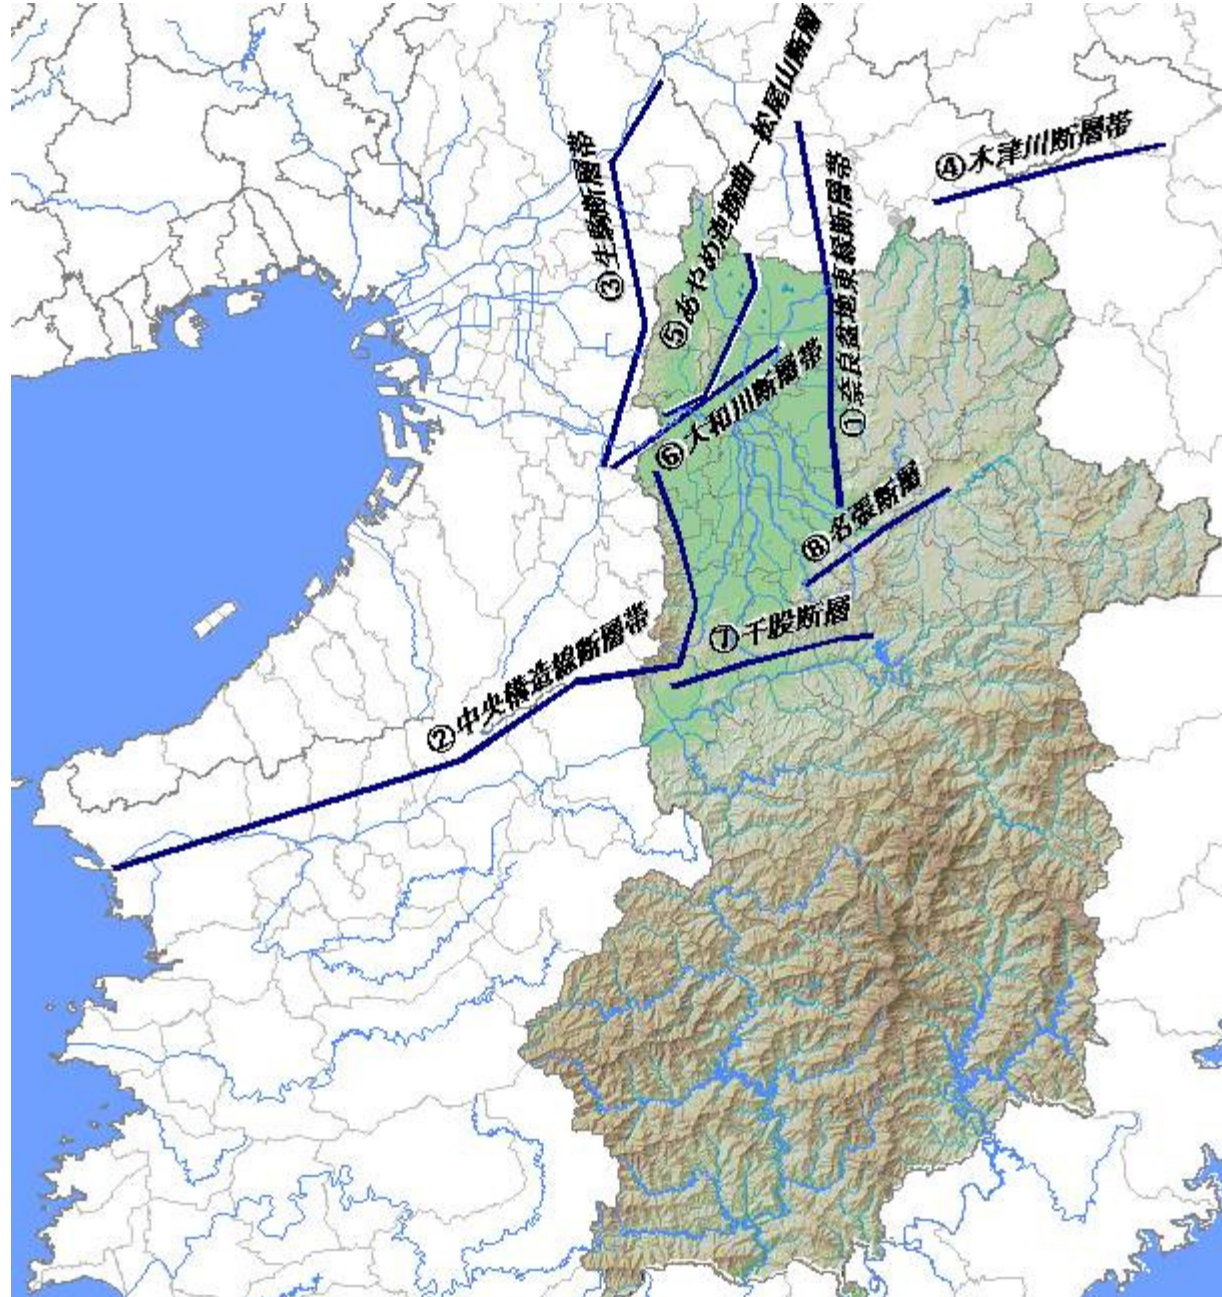 ①奈良盆地東縁断層帯
②中央構造線断層帯
③生駒断層帯
④木津川断層帯
⑤あやめ池撓曲ー松尾山断層
⑥大和川断層帯
⑦千股断層
⑧名張断層